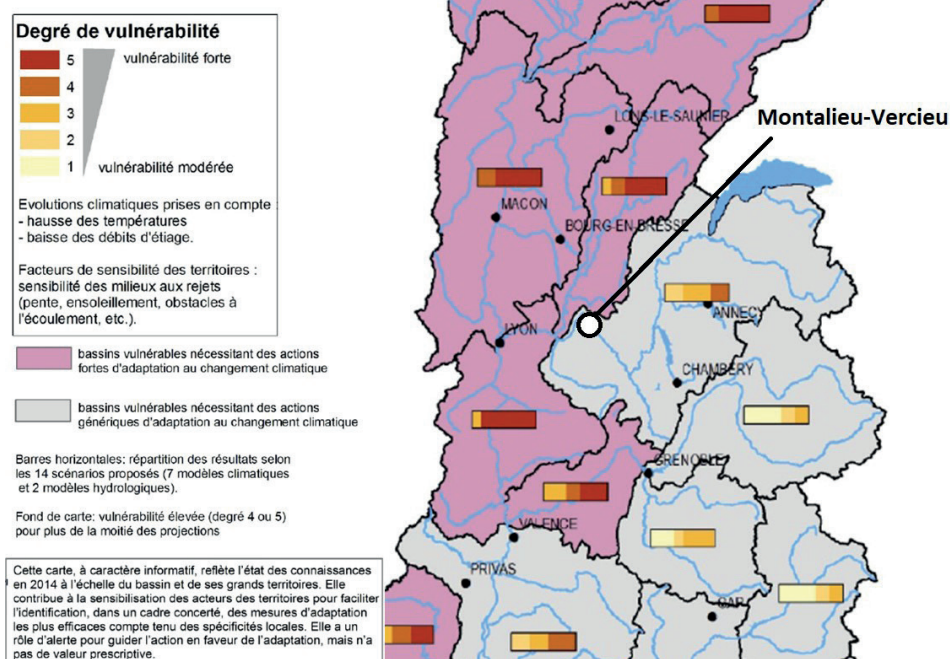 Degré de vulnérabilité
5
vulnérabilité forte
4
3
2
1
vulnérabilité modérée
Evolutions climatiques prises en compte :
- hausse des températures
- baisse des débits d'étiage.
Facteurs de sensibilité des territoires :
sensibilité des milieux aux rejets
(pente, ensoleillement, obstacles à
l'écoulement, etc.).
bassins vulnérables nécessitant des actions
fortes d'adaptation au changement climatique
bassins vulnérables nécessitant des actions
génériques d'adaptation au changement climatique
Barres horizontales: répartition des résultats selon
les 14 scénarios proposés (7 modèles climatiques
et 2 modèles hydrologiques).
Fond de carte: vulnérabilité élevée (degré 4 ou 5)
pour plus de la moitié des projections
Cette carte, à caractère informatif, reflète l'état des connaissances
en 2014 à l'échelle du bassin et de ses grands territoires. Elle
contribue à la sensibilisation des acteurs des territoires pour faciliter
l'identification, dans un cadre concerté, des mesures d'adaptation
les plus efficaces compte tenu des spécificités locales. Elle a un
rôle d'alerte pour guider l'action en faveur de l'adaptation, mais n'a
pas de valeur prescriptive.
LONS-LE-SAUNIER
Montalieu-Vercieu
MACON
BOURG-EN-BRESSE
ANNECY
LYON
CHAMBERY
GRENOBLE
VALENCE
PRIVAS
GAP